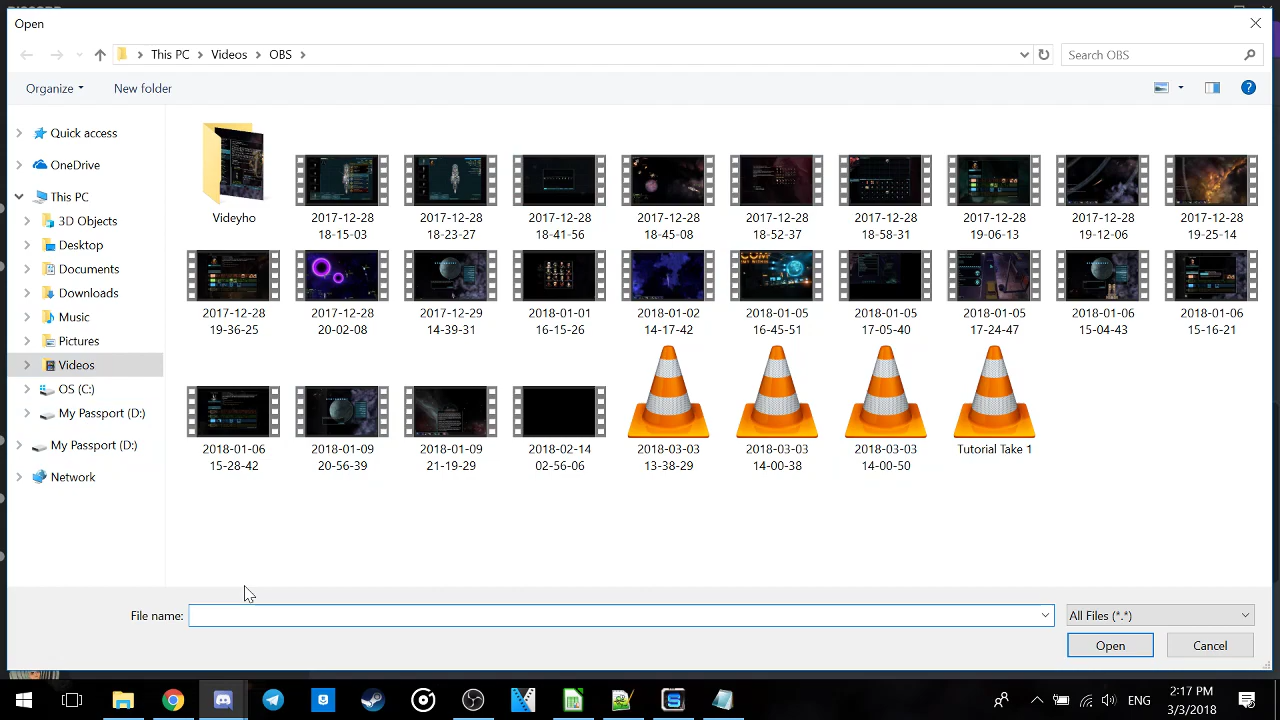 Open
This PC > Videos > OBS >
Search OBS
Organize
New folder
Quick access
OneDrive
This PC
3D Objects
Desktop
Documents
Downloads
Music
Pictures
Videos
OS (C:)
My Passport (D:)
My Passport (D:)
Network
Videyho
2017-12-28
18-15-03
2017-12-28
18-23-27
2017-12-28
18-41-56
2017-12-28
18-45-08
2017-12-28
18-52-37
2017-12-28
18-58-31
2017-12-28
19-06-13
2017-12-28
19-12-06
2017-12-28
19-25-14
2017-12-28
19-36-25
2017-12-28
20-02-08
2017-12-29
14-39-31
2018-01-01
16-15-26
2018-01-02
14-17-42
2018-01-05
16-45-51
2018-01-05
17-05-40
2018-01-05
17-24-47
2018-01-06
15-04-43
2018-01-06
15-16-21
2018-01-06
15-28-42
2018-01-09
20-56-39
2018-01-09
21-19-29
2018-02-14
02-56-06
2018-03-03
13-38-29
2018-03-03
14-00-38
2018-03-03
14-00-50
Tutorial Take 1
File name:
All Files (*.*)
Open
Cancel
ENG
2:17 PM
3/3/2018